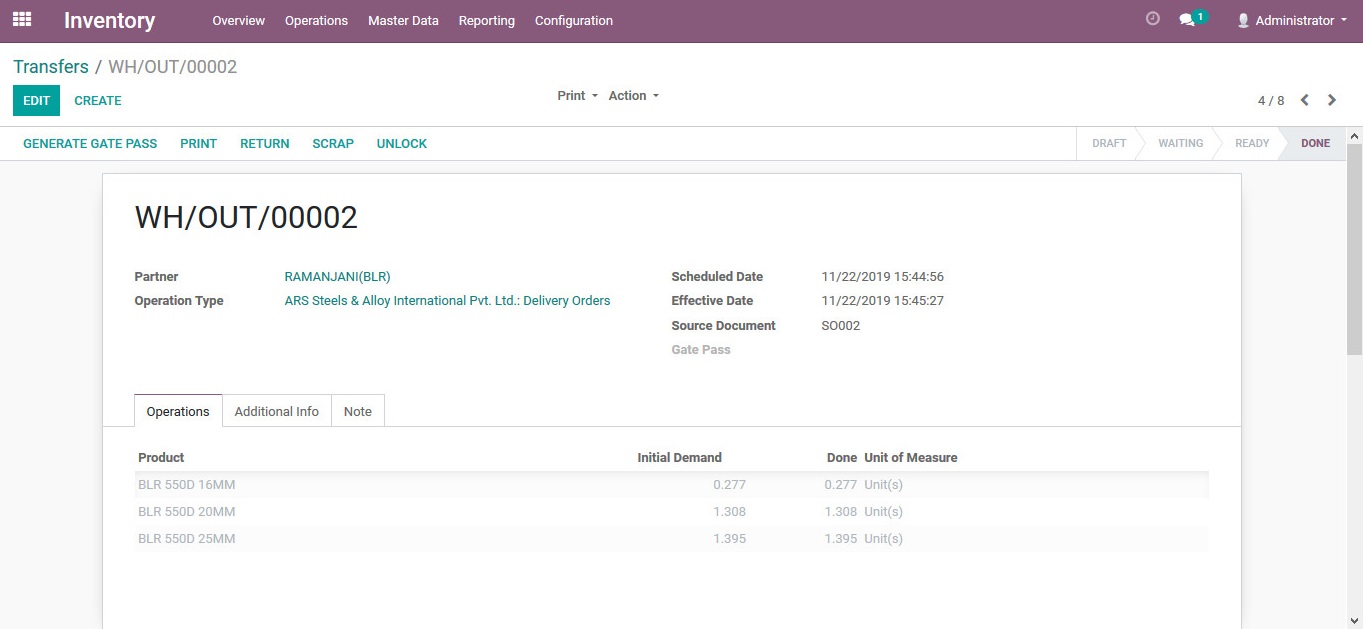 Inventory Overview Operations Master Data Reporting Configuration 1 Administrator
Transfers / WH/OUT/00002
EDIT CREATE Print Action 4 / 8
GENERATE GATE PASS PRINT RETURN SCRAP UNLOCK DRAFT WAITING READY DONE
WH/OUT/00002
Partner RAMANJANI(BLR) Scheduled Date 11/22/2019 15:44:56
Operation Type ARS Steels & Alloy International Pvt. Ltd.: Delivery Orders Effective Date 11/22/2019 15:45:27
Source Document SO002
Gate Pass
Operations Additional Info Note
Product Initial Demand Done Unit of Measure
BLR 550D 16MM 0.277 0.277 Unit(s)
BLR 550D 20MM 1.308 1.308 Unit(s)
BLR 550D 25MM 1.395 1.395 Unit(s)